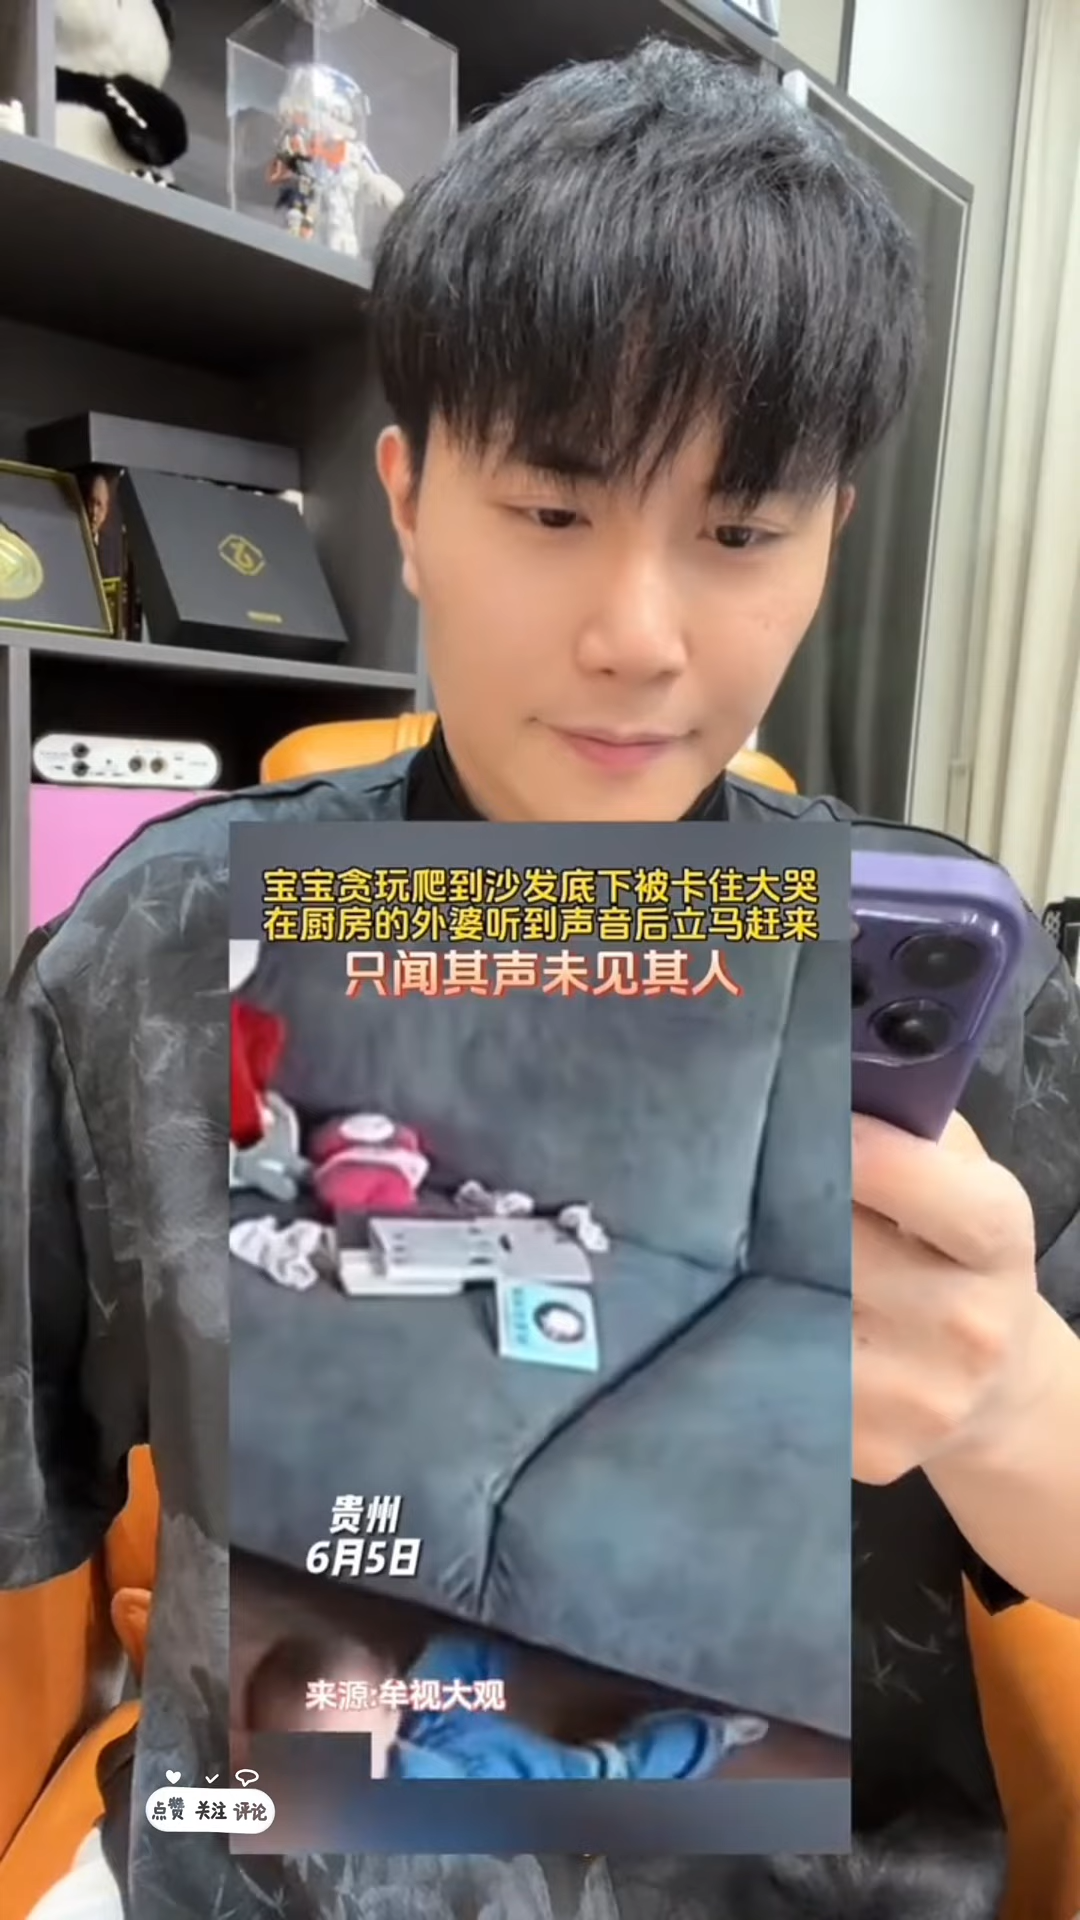 宝宝贪玩爬到沙发底下被卡住大哭
在厨房的外婆听到声音后立马赶来
只闻其声未见其人
贵州
6月5日
来源:牟视大观
点赞 关注 评论